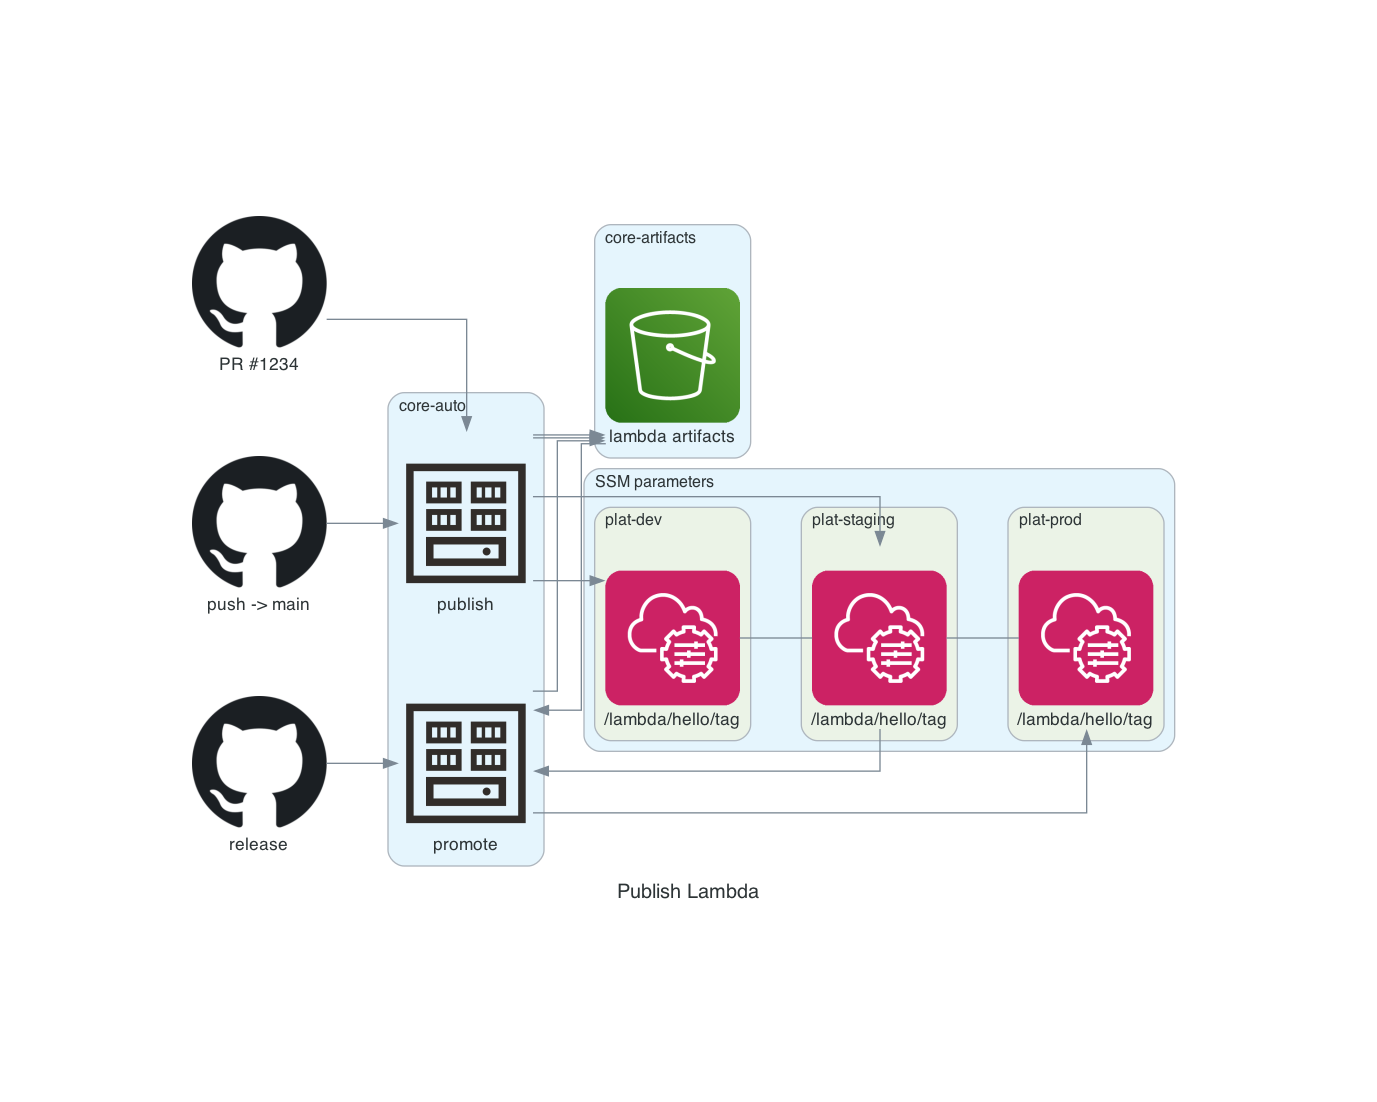 PR #1234
push -> main
release
core-auto
publish
promote
core-artifacts
lambda artifacts
SSM parameters
plat-dev
/lambda/hello/tag
plat-staging
/lambda/hello/tag
plat-prod
/lambda/hello/tag
Publish Lambda